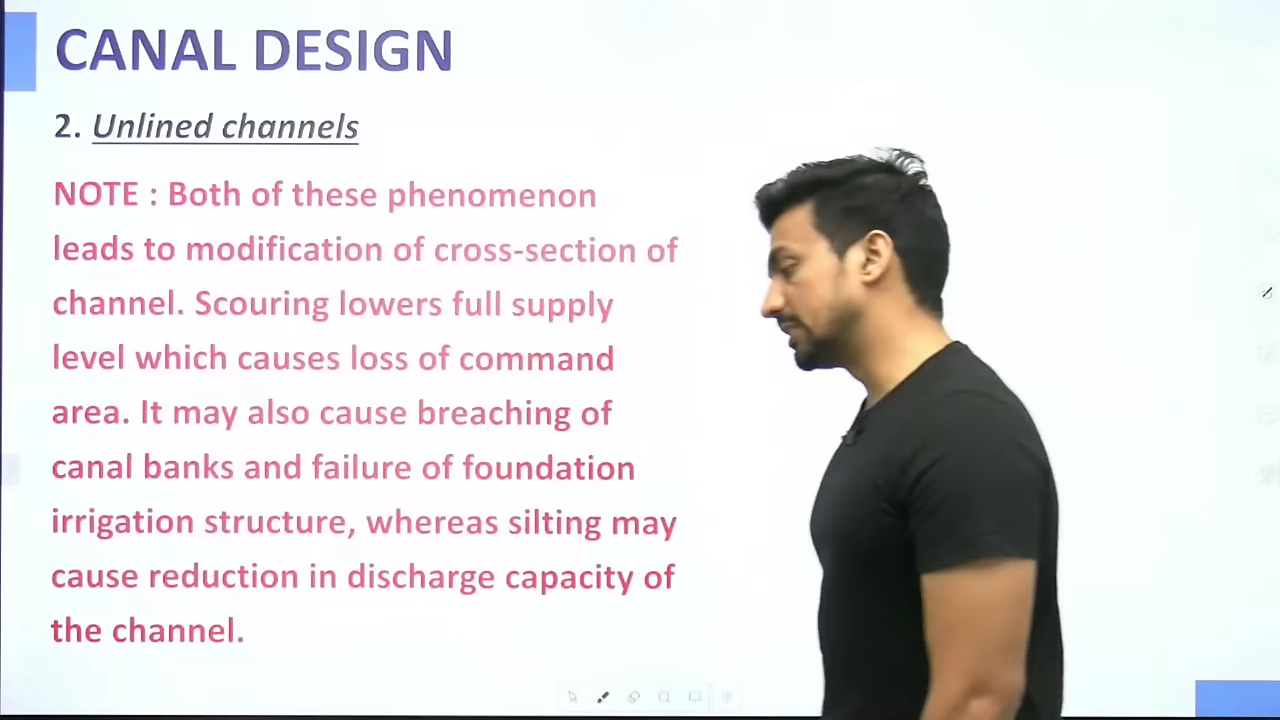 CANAL DESIGN
2. Unlined channels
NOTE : Both of these phenomenon
leads to modification of cross-section of
channel. Scouring lowers full supply
level which causes loss of command
area. It may also cause breaching of
canal banks and failure of foundation
irrigation structure, whereas silting may
cause reduction in discharge capacity of
the channel.